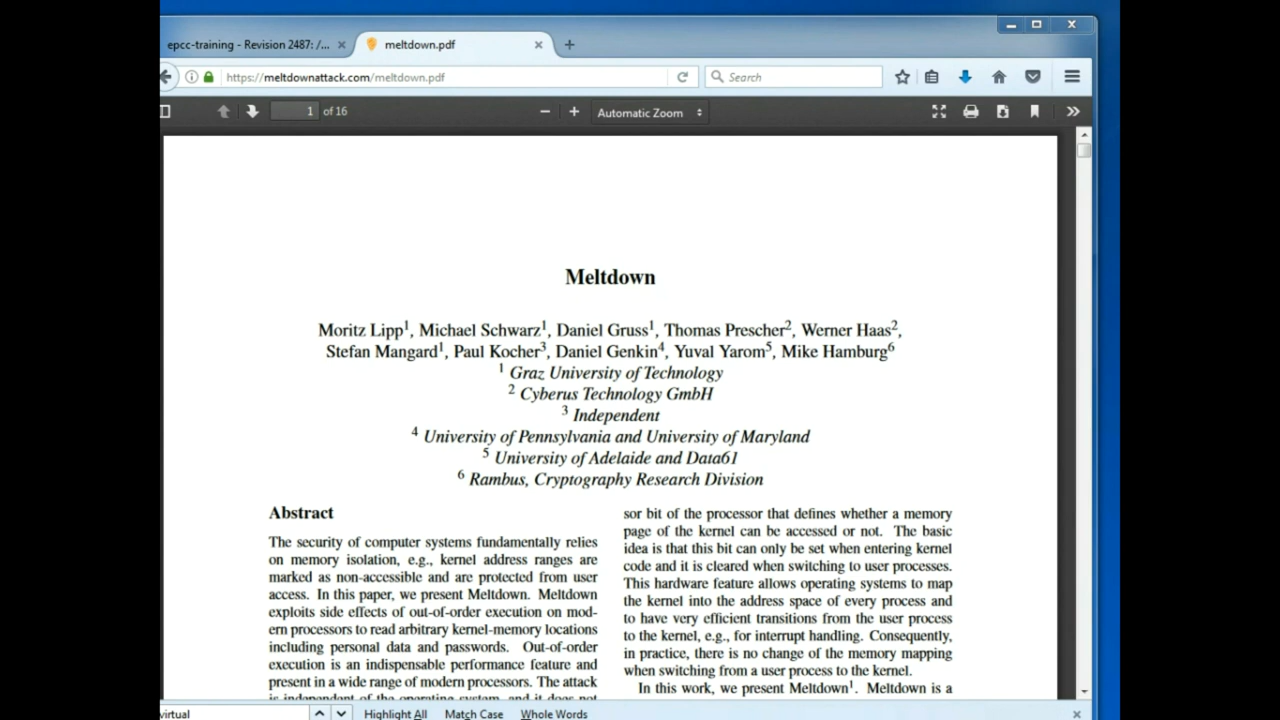 epcc-training - Revision 2487: /...
meltdown.pdf
https://meltdownattack.com/meltdown.pdf
Search
1 of 16
Automatic Zoom
Meltdown
Moritz Lipp1, Michael Schwarz1, Daniel Gruss1, Thomas Prescher2, Werner Haas2,
Stefan Mangard1, Paul Kocher3, Daniel Genkin4, Yuval Yarom5, Mike Hamburg6
1 Graz University of Technology
2 Cyberus Technology GmbH
3 Independent
4 University of Pennsylvania and University of Maryland
5 University of Adelaide and Data61
6 Rambus, Cryptography Research Division
Abstract
The security of computer systems fundamentally relies
on memory isolation, e.g., kernel address ranges are
marked as non-accessible and are protected from user
access. In this paper, we present Meltdown. Meltdown
exploits side effects of out-of-order execution on mod-
ern processors to read arbitrary kernel-memory locations
including personal data and passwords. Out-of-order
execution is an indispensable performance feature and
present in a wide range of modern processors. The attack
is independent of the operating system, and it does not
sor bit of the processor that defines whether a memory
page of the kernel can be accessed or not. The basic
idea is that this bit can only be set when entering kernel
code and it is cleared when switching to user processes.
This hardware feature allows operating systems to map
the kernel into the address space of every process and
to have very efficient transitions from the user process
to the kernel, e.g., for interrupt handling. Consequently,
in practice, there is no change of the memory mapping
when switching from a user process to the kernel.
In this work, we present Meltdown1. Meltdown is a
virtual
Highlight All
Match Case
Whole Words